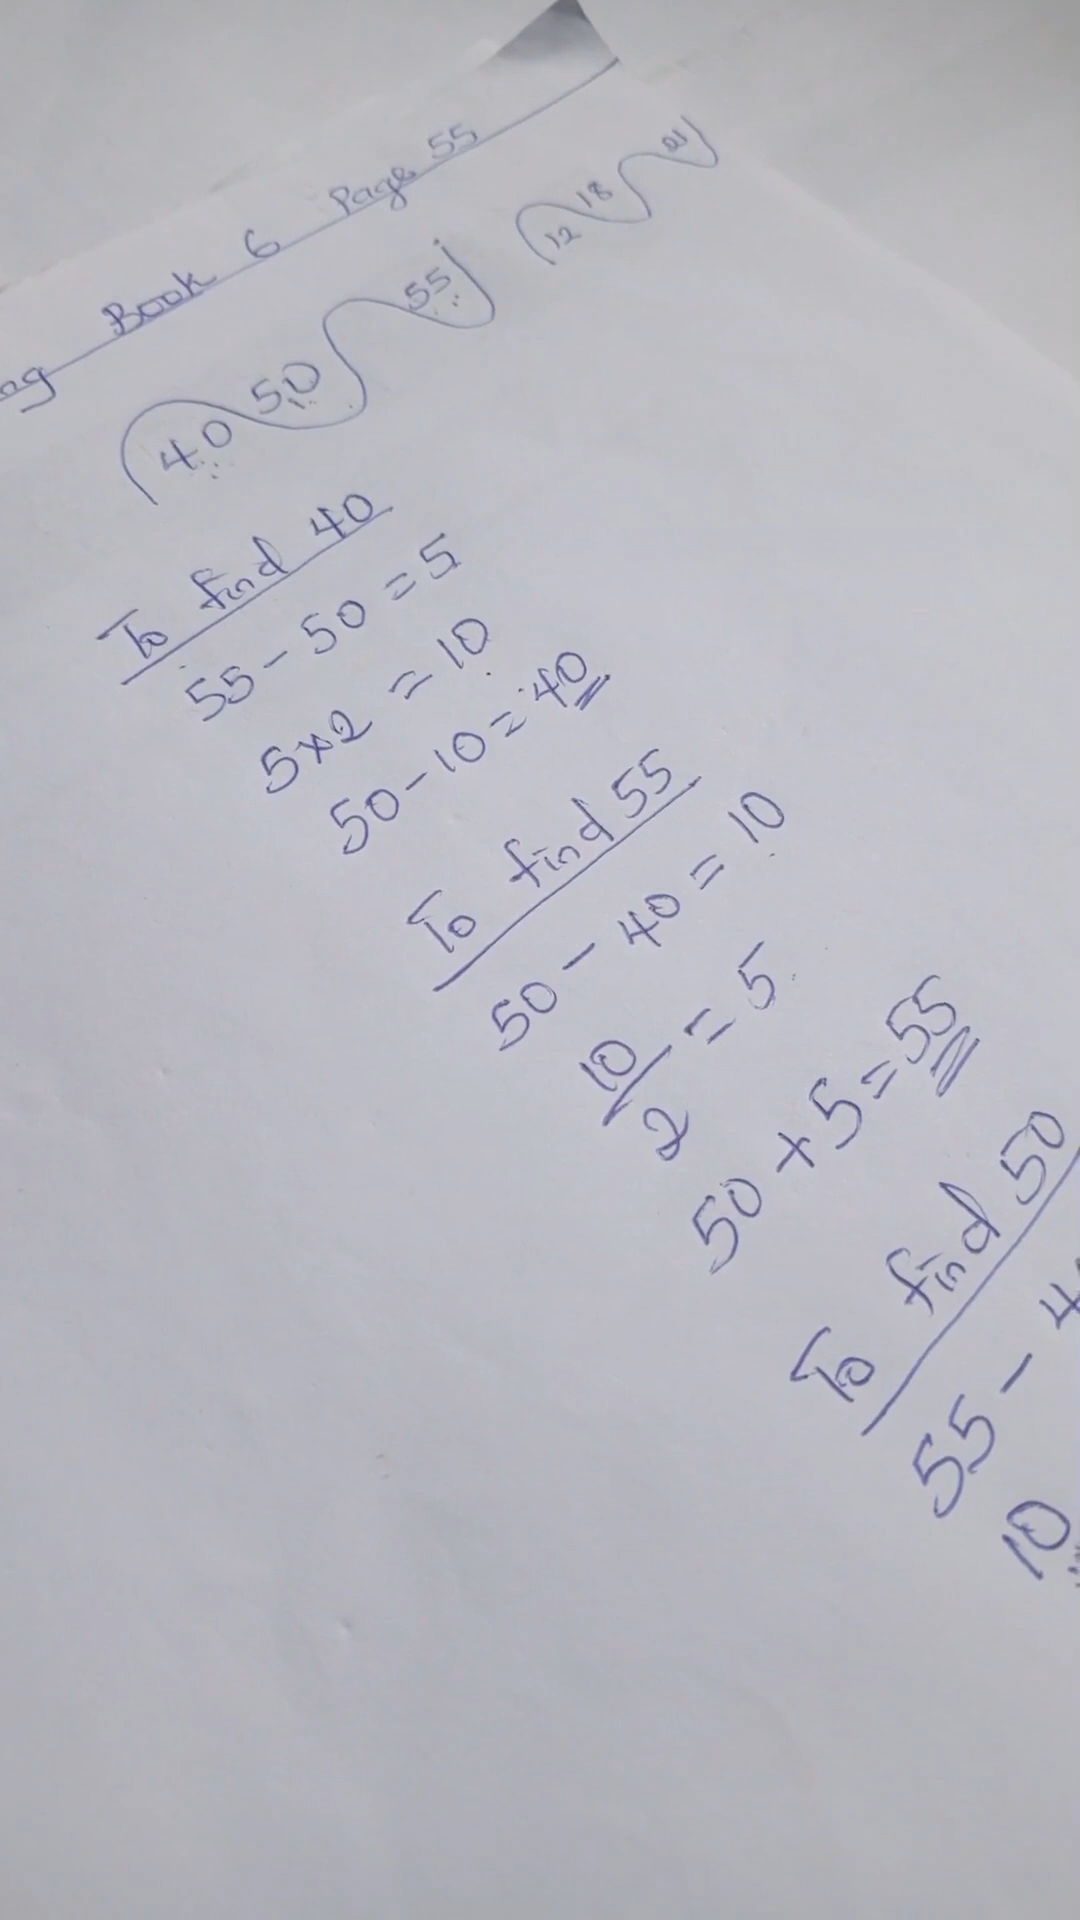 Book 6 Page 55
40 50 55
12 18 21
To find 40
55 - 50 = 5
5 x 2 = 10
50 - 10 = 40
To find 55
50 - 40 = 10
10/2 = 5
50 + 5 = 55
To find 50
55 - 4
10